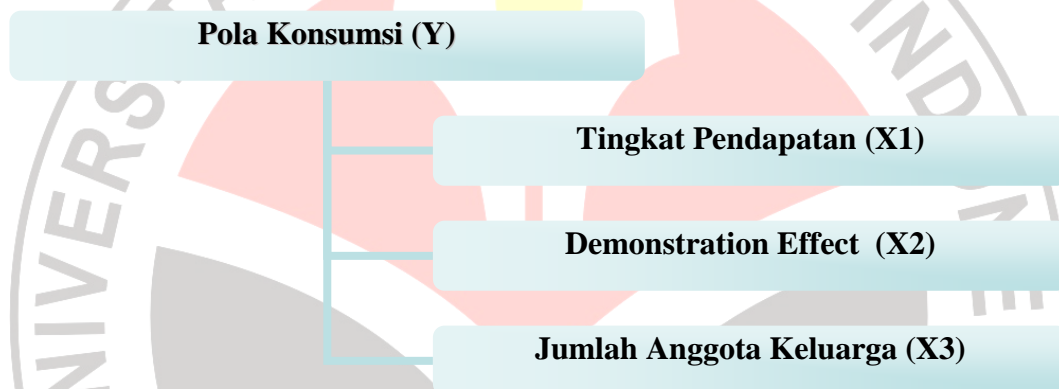 Pola Konsumsi (Y)
Tingkat Pendapatan (X1)
Demonstration Effect (X2)
Jumlah Anggota Keluarga (X3)